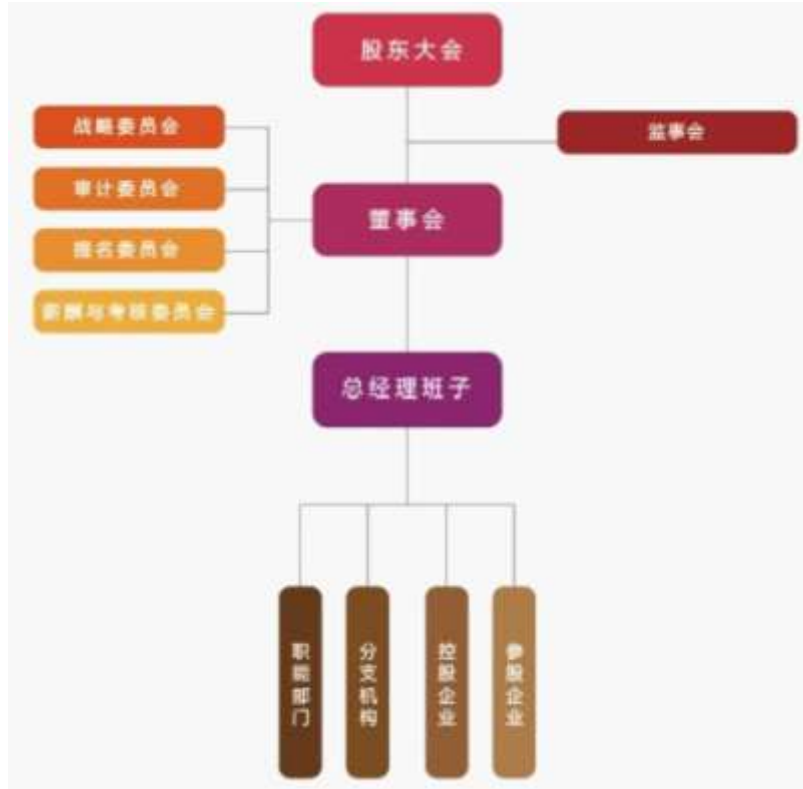 股东大会
战略委员会
监事会
审计委员会
董事会
提名委员会
薪酬与考核委员会
总经理班子
职能部门
分支机构
控股企业
参股企业